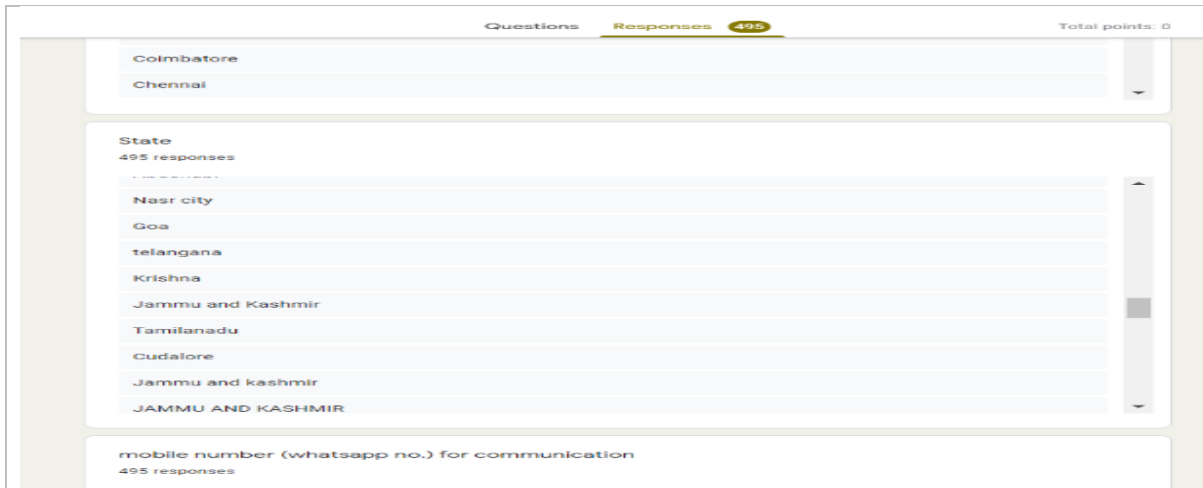 Questions Responses 495 Total points: 0
Coimbatore
Chennai
State
495 responses
Nasr city
Goa
telangana
Krishna
Jammu and Kashmir
Tamilanadu
Cudalore
Jammu and kashmir
JAMMU AND KASHMIR
mobile number (whatsapp no.) for communication
495 responses